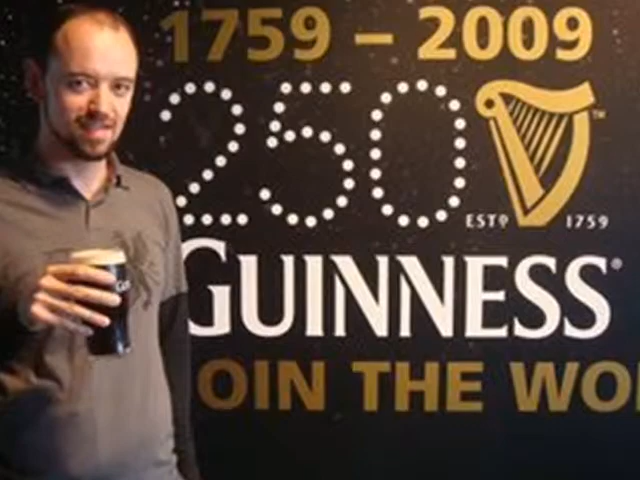 1759 – 2009
250
ESTD 1759
GUINNESS®
OIN THE WO